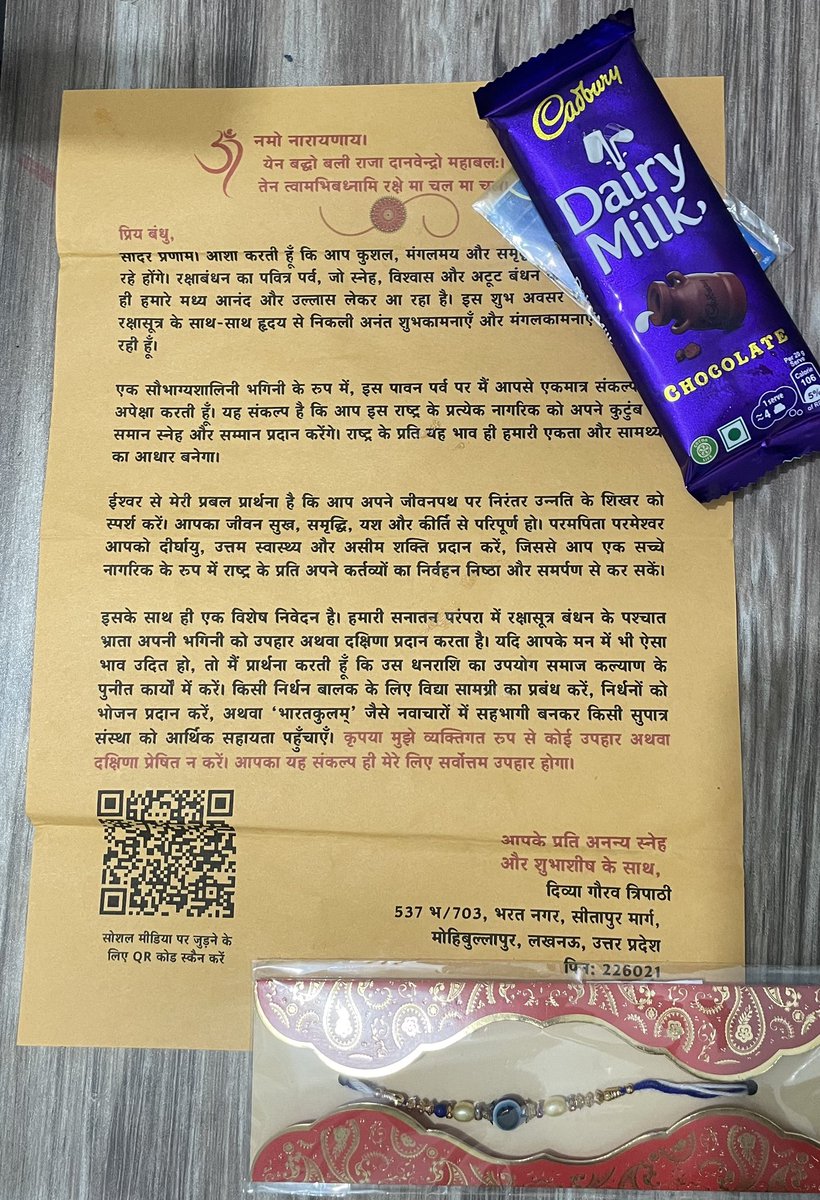 नमो नारायणाय।
येन बद्धो बली राजा दानवेन्द्रो महाबलः।
तेन त्वामभिबध्नामि रक्षे मा चल मा
प्रिय बंधु,
सादर प्रणाम। आशा करती हूँ कि आप कुशल, मंगलमय और
रहे होंगे। रक्षाबंधन का पवित्र पर्व, जो स्नेह, विश्वास और अटूट बंधन
ही हमारे मध्य आनंद और उल्लास लेकर आ रहा है। इस शुभ अवसर
रक्षासूत्र के साथ-साथ हृदय से निकली अनंत शुभकामनाएँ और
रही हूँ।
एक सौभाग्यशालिनी भगिनी के रुप में, इस पावन पर्व पर मैं आपसे एकमात्र संकल्प
अपेक्षा करती हूँ। यह संकल्प है कि आप इस राष्ट्र के प्रत्येक नागरिक को अपने कुटुंब
समान स्नेह और सम्मान प्रदान करेंगे। राष्ट्र के प्रति यह भाव ही हमारी एकता और सामर्थ्य
का आधार बनेगा।
ईश्वर से मेरी प्रबल प्रार्थना है कि आप अपने जीवनपथ पर निरंतर उन्नति के शिखर को
स्पर्श करें। आपका जीवन सुख, समृद्धि, यश और कीर्ति से परिपूर्ण हो। परमपिता परमेश्वर
आपको दीर्घायु, उत्तम स्वास्थ्य और असीम शक्ति प्रदान करें, जिससे आप एक सच्चे
नागरिक के रुप में राष्ट्र के प्रति अपने कर्तव्यों का निर्वहन निष्ठा और समर्पण से कर सकें।
इसके साथ ही एक विशेष निवेदन है। हमारी सनातन परंपरा में रक्षासूत्र बंधन के पश्चात
भ्राता अपनी भगिनी को उपहार अथवा दक्षिणा प्रदान करता है। यदि आपके मन में भी ऐसा
भाव उदित हो, तो मैं प्रार्थना करती हूँ कि उस धनराशि का उपयोग समाज कल्याण के
पुनीत कार्यों में करें। किसी निर्धन बालक के लिए विद्या सामग्री का प्रबंध करें, निर्धनों को
भोजन प्रदान करें, अथवा ‘भारतकुलम्’ जैसे नवाचारों में सहभागी बनकर किसी सुपात्र
संस्था को आर्थिक सहायता पहुँचाएँ। कृपया मुझे व्यक्तिगत रुप से कोई उपहार अथवा
दक्षिणा प्रेषित न करें। आपका यह संकल्प ही मेरे लिए सर्वोत्तम उपहार होगा।
आपके प्रति अनन्य स्नेह
और शुभाशीष के साथ,
दिव्या गौरव त्रिपाठी
537 भ/703, भरत नगर, सीतापुर मार्ग,
मोहिबुल्लापुर, लखनऊ, उत्तर प्रदेश
पिन: 226021
सोशल मीडिया पर जुड़ने के
लिए QR कोड स्कैन करें
Cadbury
Dairy
Milk
CHOCOLATE
Per 20 g
Serve
Calorie
106
5%
1 serve
≈4